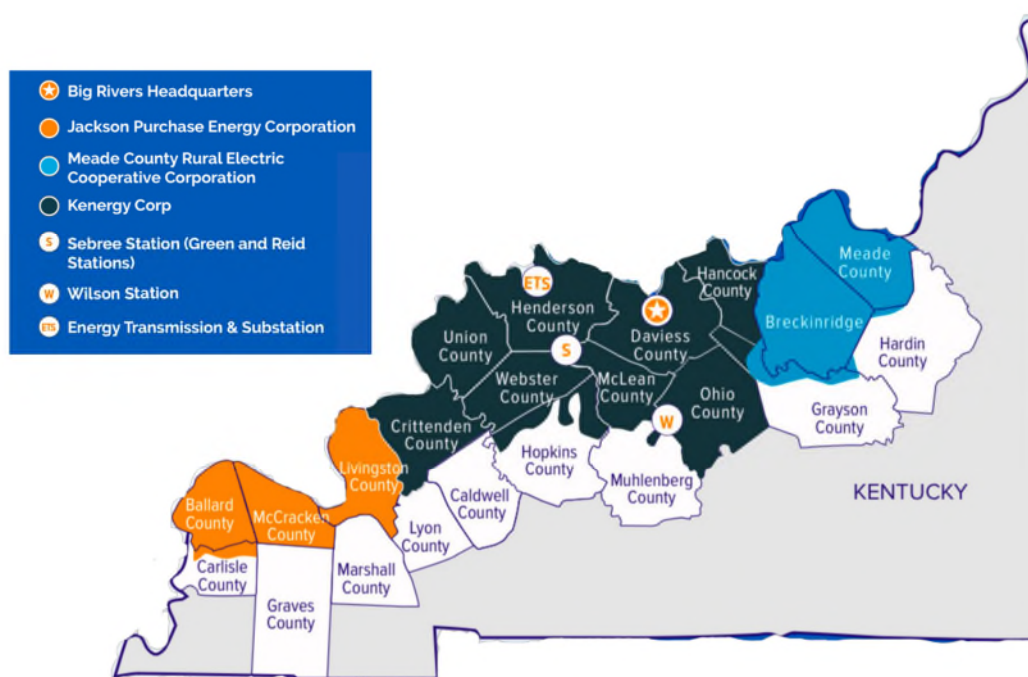 Big Rivers Headquarters
Jackson Purchase Energy Corporation
Meade County Rural Electric
Cooperative Corporation
Kenergy Corp
S
Sebree Station (Green and Reid
Stations)
W
Wilson Station
ETS
Energy Transmission & Substation
Meade
County
Hancock
County
ETS
Henderson
County
Daviess
County
Breckinridge
Union
County
Hardin
County
S
Webster
County
McLean
County
Ohio
County
Grayson
County
Crittenden
County
W
Hopkins
County
Muhlenberg
County
Livingston
County
Caldwell
County
KENTUCKY
Ballard
County
McCracken
County
Lyon
County
Carlisle
County
Marshall
County
Graves
County